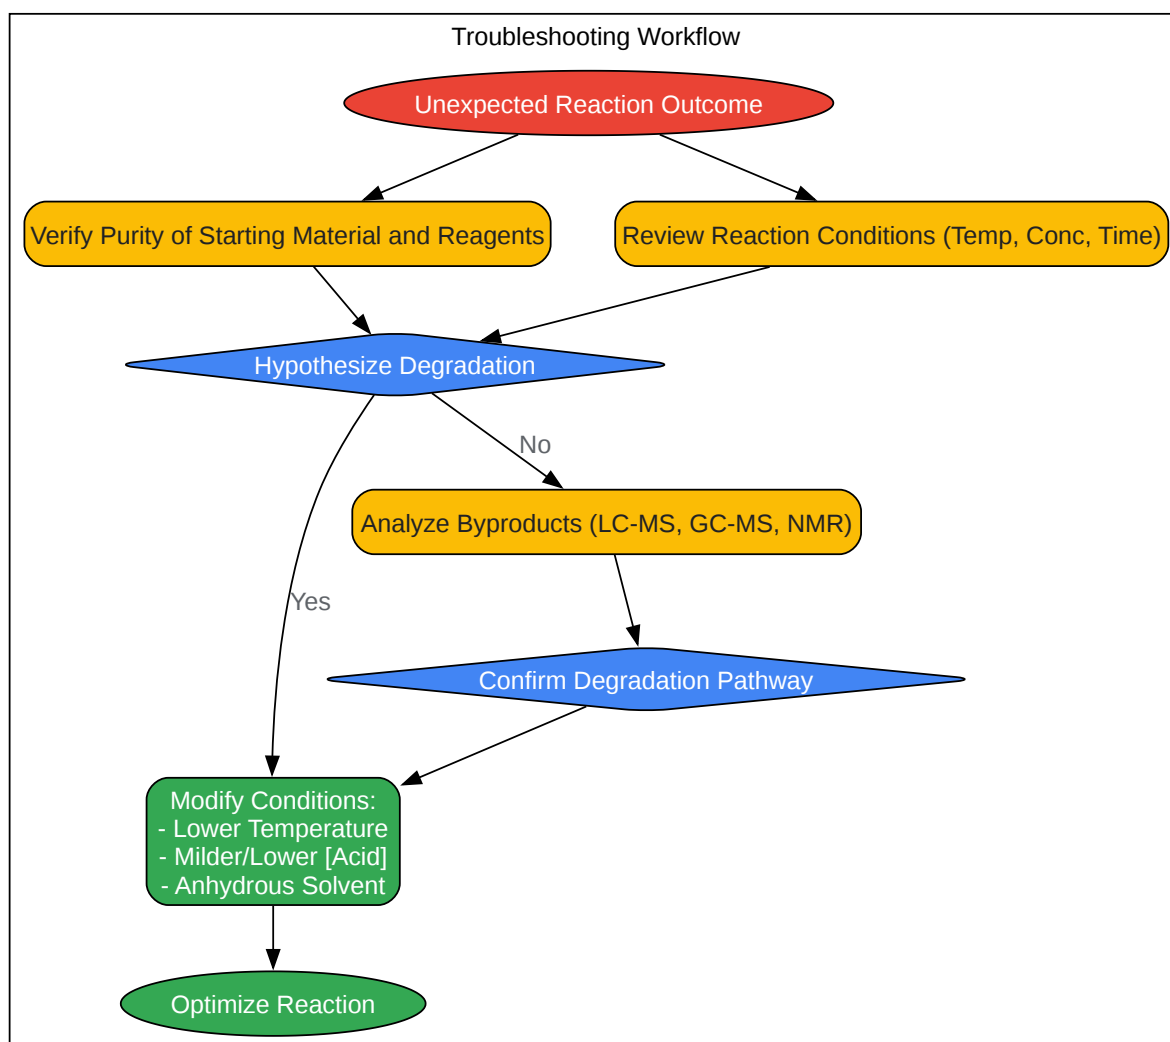 Troubleshooting Workflow
Unexpected Reaction Outcome
Verify Purity of Starting Material and Reagents
Review Reaction Conditions (Temp, Conc, Time)
Hypothesize Degradation
No
Analyze Byproducts (LC-MS, GC-MS, NMR)
Yes
Confirm Degradation Pathway
Modify Conditions:
- Lower Temperature
- Milder/Lower [Acid]
- Anhydrous Solvent
Optimize Reaction